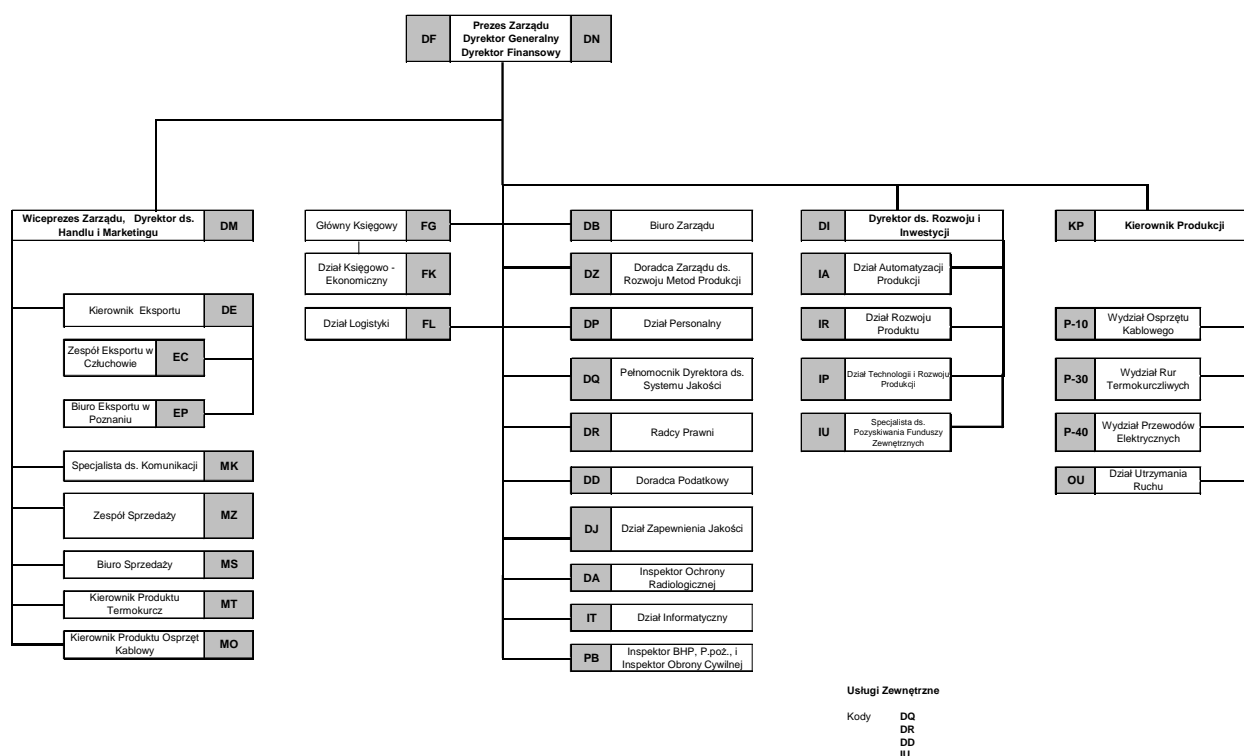 DF
Prezes Zarządu
Dyrektor Generalny
Dyrektor Finansowy
DN
Wiceprezes Zarządu, Dyrektor ds.
Handlu i Marketingu
DM
Kierownik Eksportu
DE
Zespół Eksportu w
Człuchowie
EC
Biuro Eksportu w
Poznaniu
EP
Specjalista ds. Komunikacji
MK
Zespół Sprzedaży
MZ
Biuro Sprzedaży
MS
Kierownik Produktu
Termokurcz
MT
Kierownik Produktu Osprzęt
Kablowy
MO
Główny Księgowy
FG
Dział Księgowo -
Ekonomiczny
FK
Dział Logistyki
FL
DB
Biuro Zarządu
DZ
Doradca Zarządu ds.
Rozwoju Metod Produkcji
DP
Dział Personalny
DQ
Pełnomocnik Dyrektora ds.
Systemu Jakości
DR
Radcy Prawni
DD
Doradca Podatkowy
DJ
Dział Zapewnienia Jakości
DA
Inspektor Ochrony
Radiologicznej
IT
Dział Informatyczny
PB
Inspektor BHP, P.poż., i
Inspektor Obrony Cywilnej
DI
Dyrektor ds. Rozwoju i
Inwestycji
IA
Dział Automatyzacji
Produkcji
IR
Dział Rozwoju
Produktu
IP
Dział Technologii i Rozwoju
Produkcji
IU
Specjalista ds.
Pozyskiwania Funduszy
Zewnętrznych
KP
Kierownik Produkcji
P-10
Wydział Osprzętu
Kablowego
P-30
Wydział Rur
Termokurczliwych
P-40
Wydział Przewodów
Elektrycznych
OU
Dział Utrzymania
Ruchu
Usługi Zewnętrzne
Kody DQ
DR
DD
IU